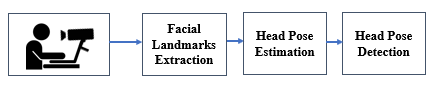 Facial
Landmarks
Extraction
Head Pose
Estimation
Head Pose
Detection